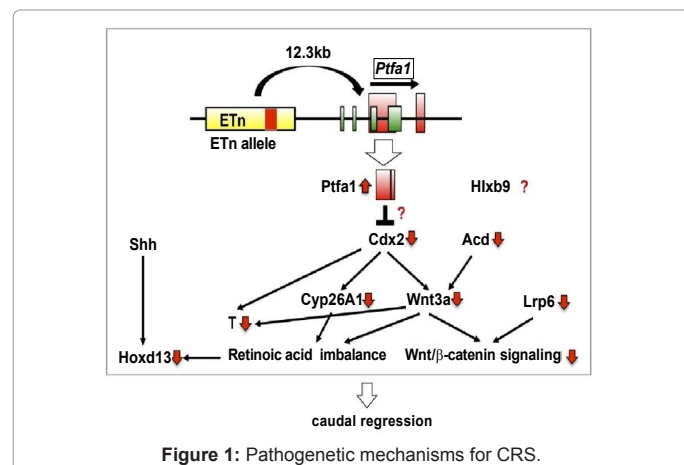 12.3kb
Ptfa1
ETn
ETn allele
Ptfa1
Hlxb9 ?
?
Cdx2
Acd
Shh
Cyp26A1
Wnt3a
Lrp6
T
Hoxd13
Retinoic acid imbalance
Wnt/β-catenin signaling
caudal regression
Figure 1: Pathogenetic mechanisms for CRS.